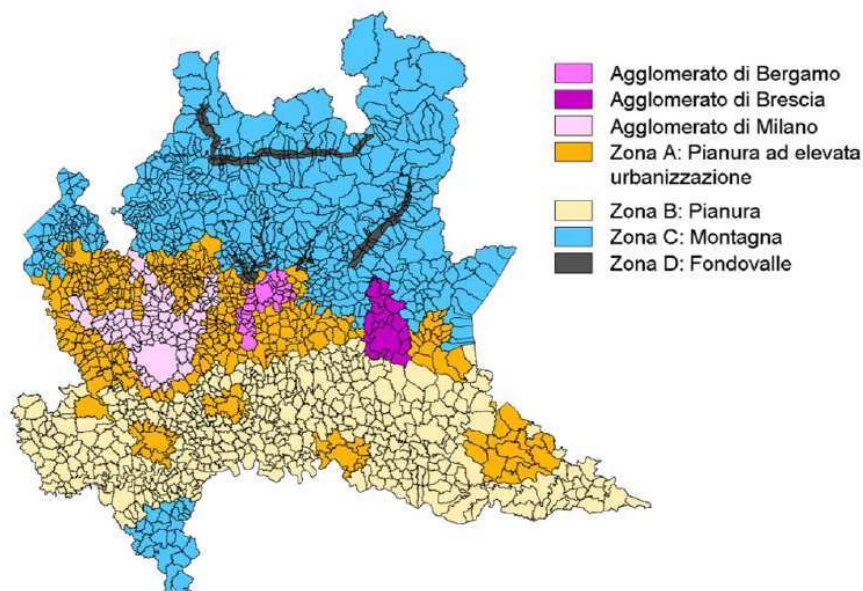 Agglomerato di Bergamo
Agglomerato di Brescia
Agglomerato di Milano
Zona A: Pianura ad elevata
urbanizzazione
Zona B: Pianura
Zona C: Montagna
Zona D: Fondovalle